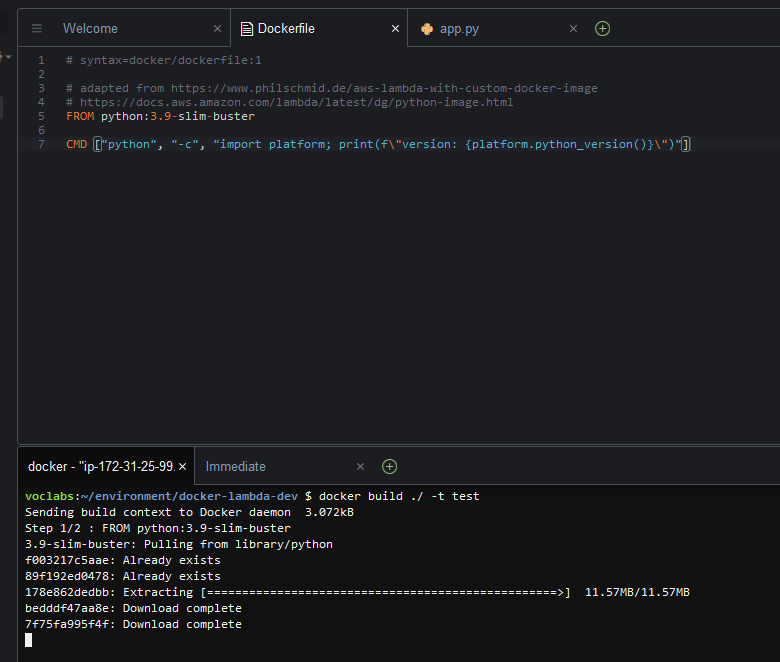 Welcome
Dockerfile
app.py
1 # syntax=docker/dockerfile:1
2
3 # adapted from https://www.philschmid.de/aws-lambda-with-custom-docker-image
4 # https://docs.aws.amazon.com/lambda/latest/dg/python-image.html
5 FROM python:3.9-slim-buster
6
7 CMD ["python", "-c", "import platform; print(f\"version: {platform.python_version()}\")"]
docker - "ip-172-31-25-99.
Immediate
voclabs:~/environment/docker-lambda-dev $ docker build ./ -t test
Sending build context to Docker daemon 3.072kB
Step 1/2 : FROM python:3.9-slim-buster
3.9-slim-buster: Pulling from library/python
f003217c5aae: Already exists
89f192ed0478: Already exists
178e862dedbb: Extracting [==================================================>] 11.57MB/11.57MB
bedddf47aa8e: Download complete
7f75fa995f4f: Download complete